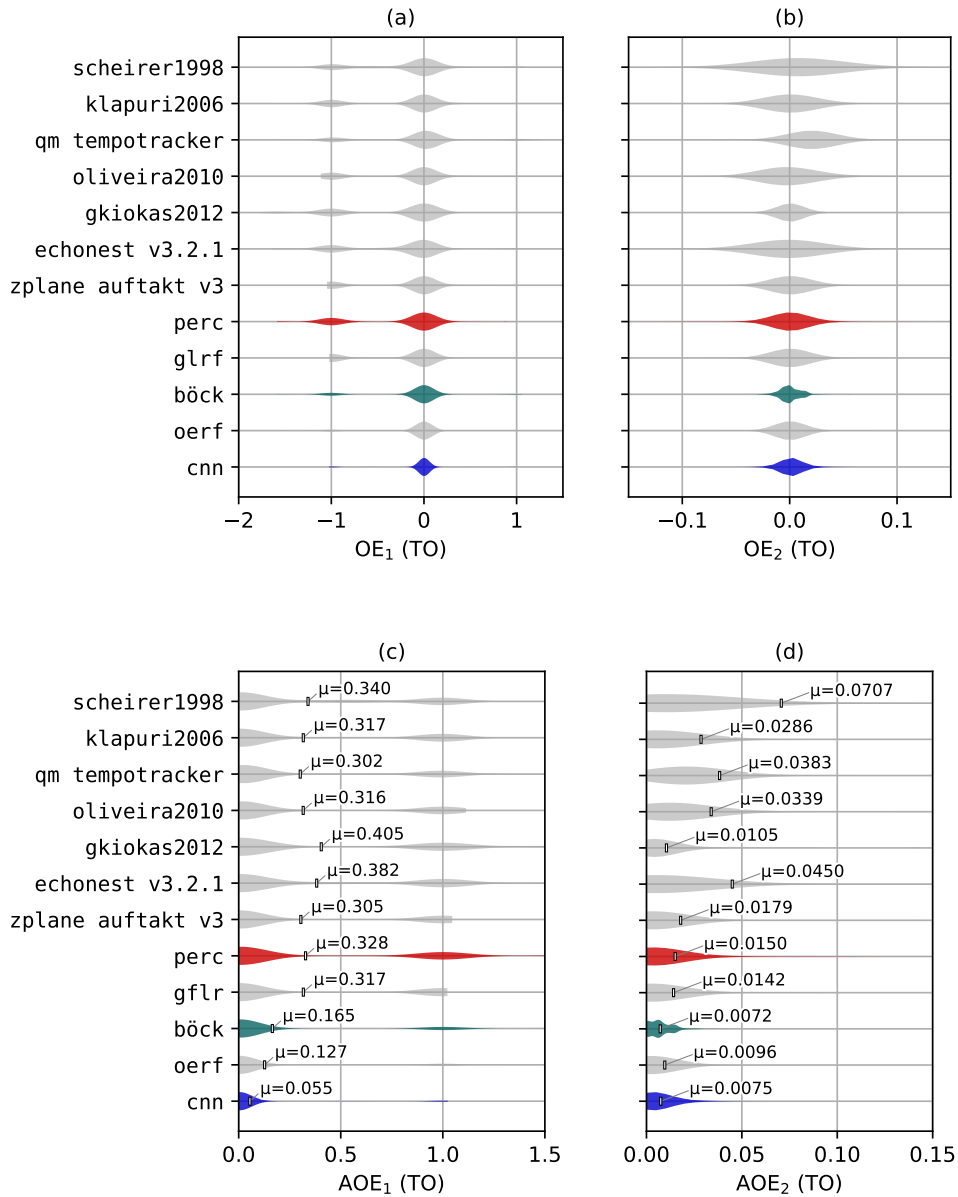 (a)
(b)
scheirer1998
klapuri2006
qm tempotracker
oliveira2010
gkiokas2012
echonest v3.2.1
zplane auftakt v3
perc
glrf
böck
oerf
cnn
−2 −1 0 1
OE₁ (TO)
−0.1 0.0 0.1
OE₂ (TO)
(c)
(d)
scheirer1998 μ=0.340 μ=0.0707
klapuri2006 μ=0.317 μ=0.0286
qm tempotracker μ=0.302 μ=0.0383
oliveira2010 μ=0.316 μ=0.0339
gkiokas2012 μ=0.405 μ=0.0105
echonest v3.2.1 μ=0.382 μ=0.0450
zplane auftakt v3 μ=0.305 μ=0.0179
perc μ=0.328 μ=0.0150
gflr μ=0.317 μ=0.0142
böck μ=0.165 μ=0.0072
oerf μ=0.127 μ=0.0096
cnn μ=0.055 μ=0.0075
0.0 0.5 1.0 1.5
AOE₁ (TO)
0.00 0.05 0.10 0.15
AOE₂ (TO)